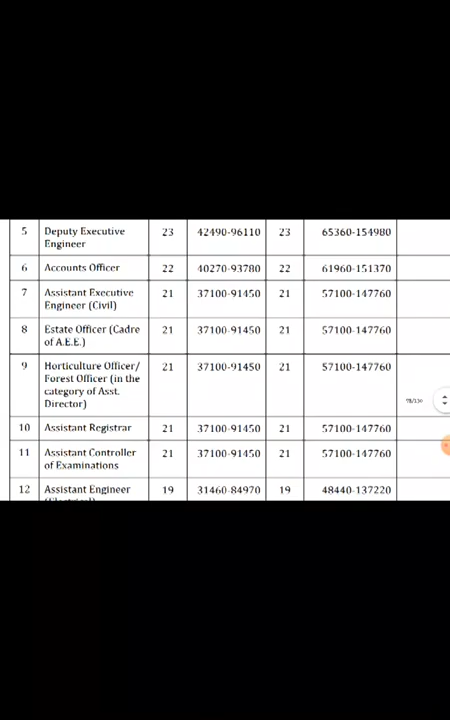 5 Deputy Executive 23 42490-96110 23 65360-154980
Engineer
6 Accounts Officer 22 40270-93780 22 61960-151370
7 Assistant Executive 21 37100-91450 21 57100-147760
Engineer (Civil)
8 Estate Officer (Cadre 21 37100-91450 21 57100-147760
of A.E.E.)
9 Horticulture Officer/ 21 37100-91450 21 57100-147760
Forest Officer (in the
category of Asst.
Director)
10 Assistant Registrar 21 37100-91450 21 57100-147760
11 Assistant Controller 21 37100-91450 21 57100-147760
of Examinations
12 Assistant Engineer 19 31460-84970 19 48440-137220